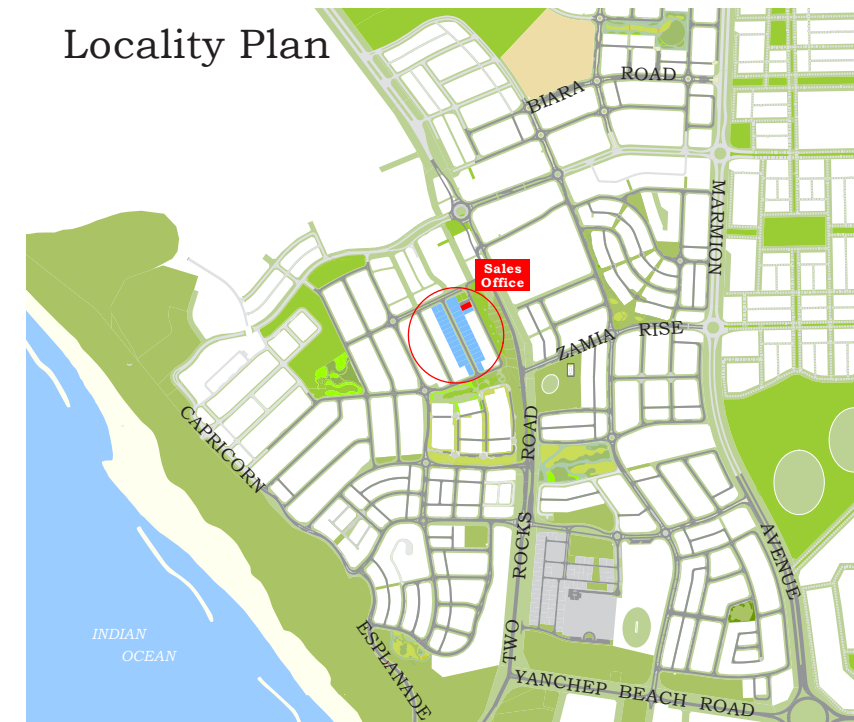 Locality Plan
BIARA ROAD
MARMION
Sales
Office
ZAMIA RISE
CAPRICORN
ROAD
ROCKS
AVENUE
INDIAN
OCEAN
ESPLANADE
TWO
YANCHEP BEACH ROAD